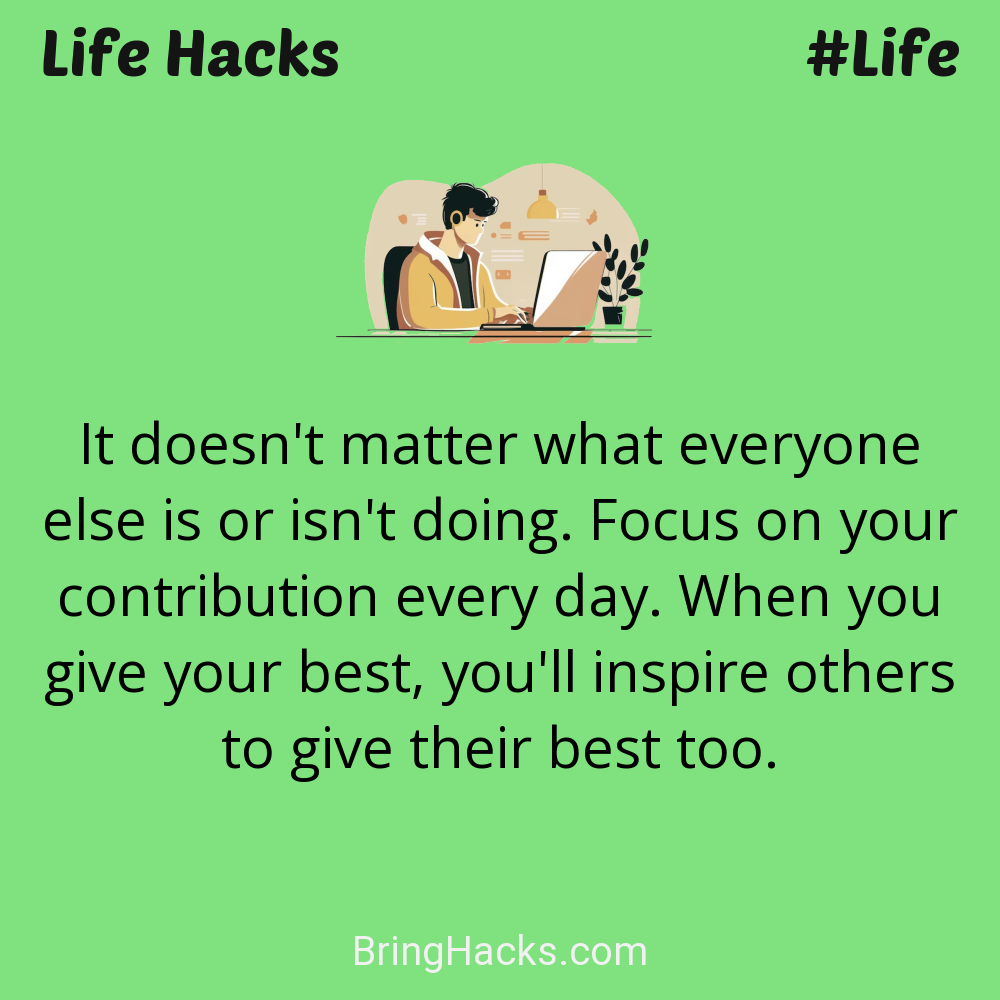 Life Hacks #Life
It doesn't matter what everyone
else is or isn't doing. Focus on your
contribution every day. When you
give your best, you'll inspire others
to give their best too.
BringHacks.com